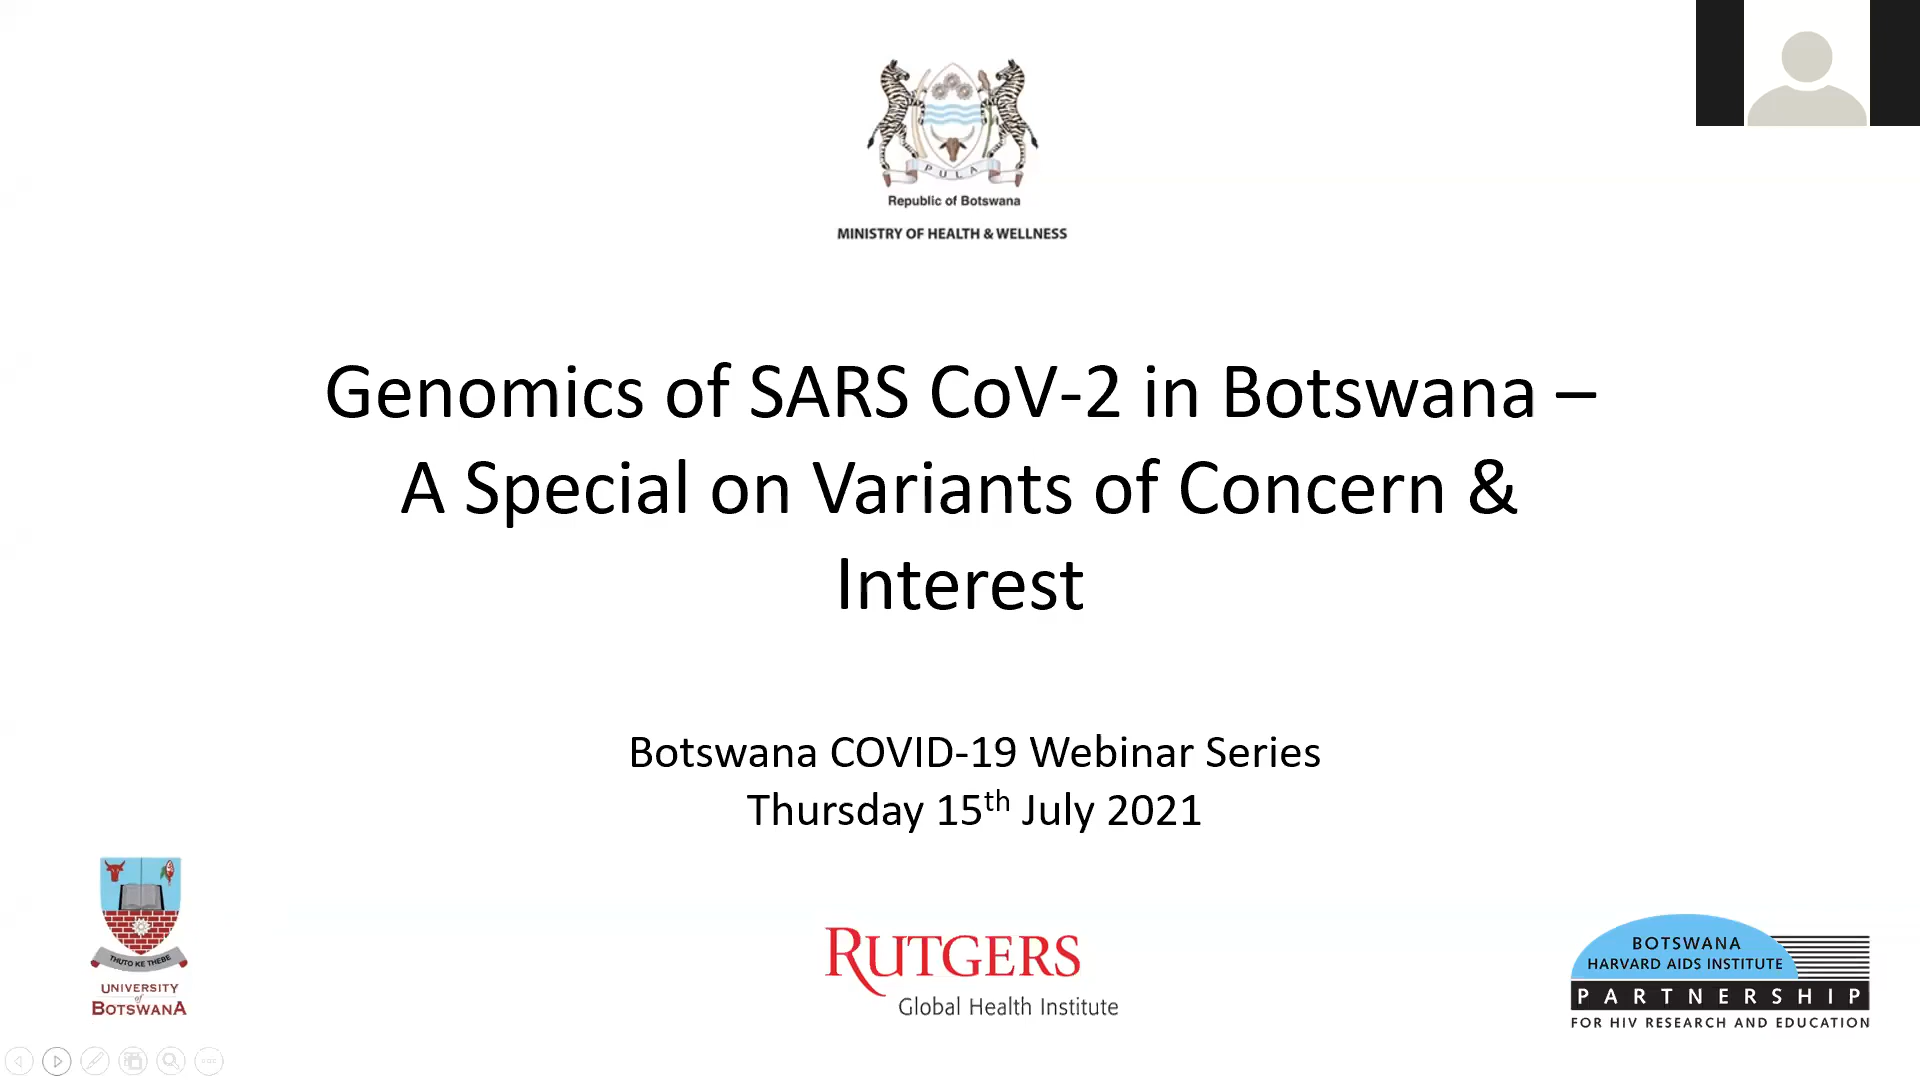 PULA
Republic of Botswana
MINISTRY OF HEALTH & WELLNESS
Genomics of SARS CoV-2 in Botswana –
A Special on Variants of Concern &
Interest
Botswana COVID-19 Webinar Series
Thursday 15th July 2021
THUTO KE THEBE
UNIVERSITY
of
BOTSWANA
RUTGERS
Global Health Institute
BOTSWANA
HARVARD AIDS INSTITUTE
PARTNERSHIP
FOR HIV RESEARCH AND EDUCATION